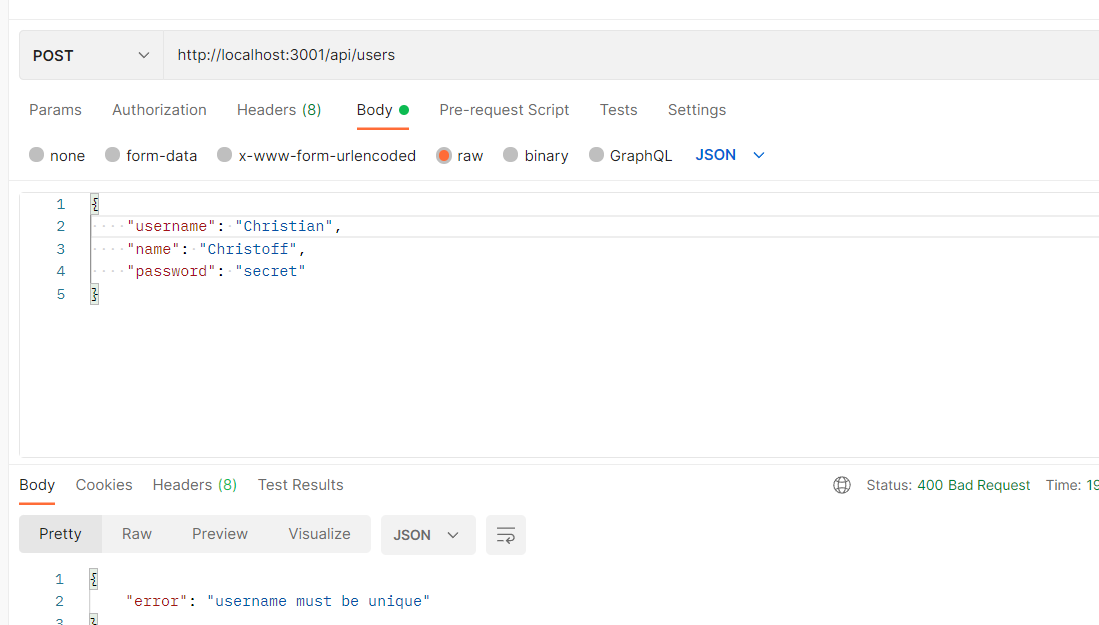 POST http://localhost:3001/api/users
Params Authorization Headers (8) Body Pre-request Script Tests Settings
none form-data x-www-form-urlencoded raw binary GraphQL JSON
1 {
2 "username": "Christian",
3 "name": "Christoff",
4 "password": "secret"
5 }
Body Cookies Headers (8) Test Results Status: 400 Bad Request Time: 19
Pretty Raw Preview Visualize JSON
1 {
2 "error": "username must be unique"
3 }